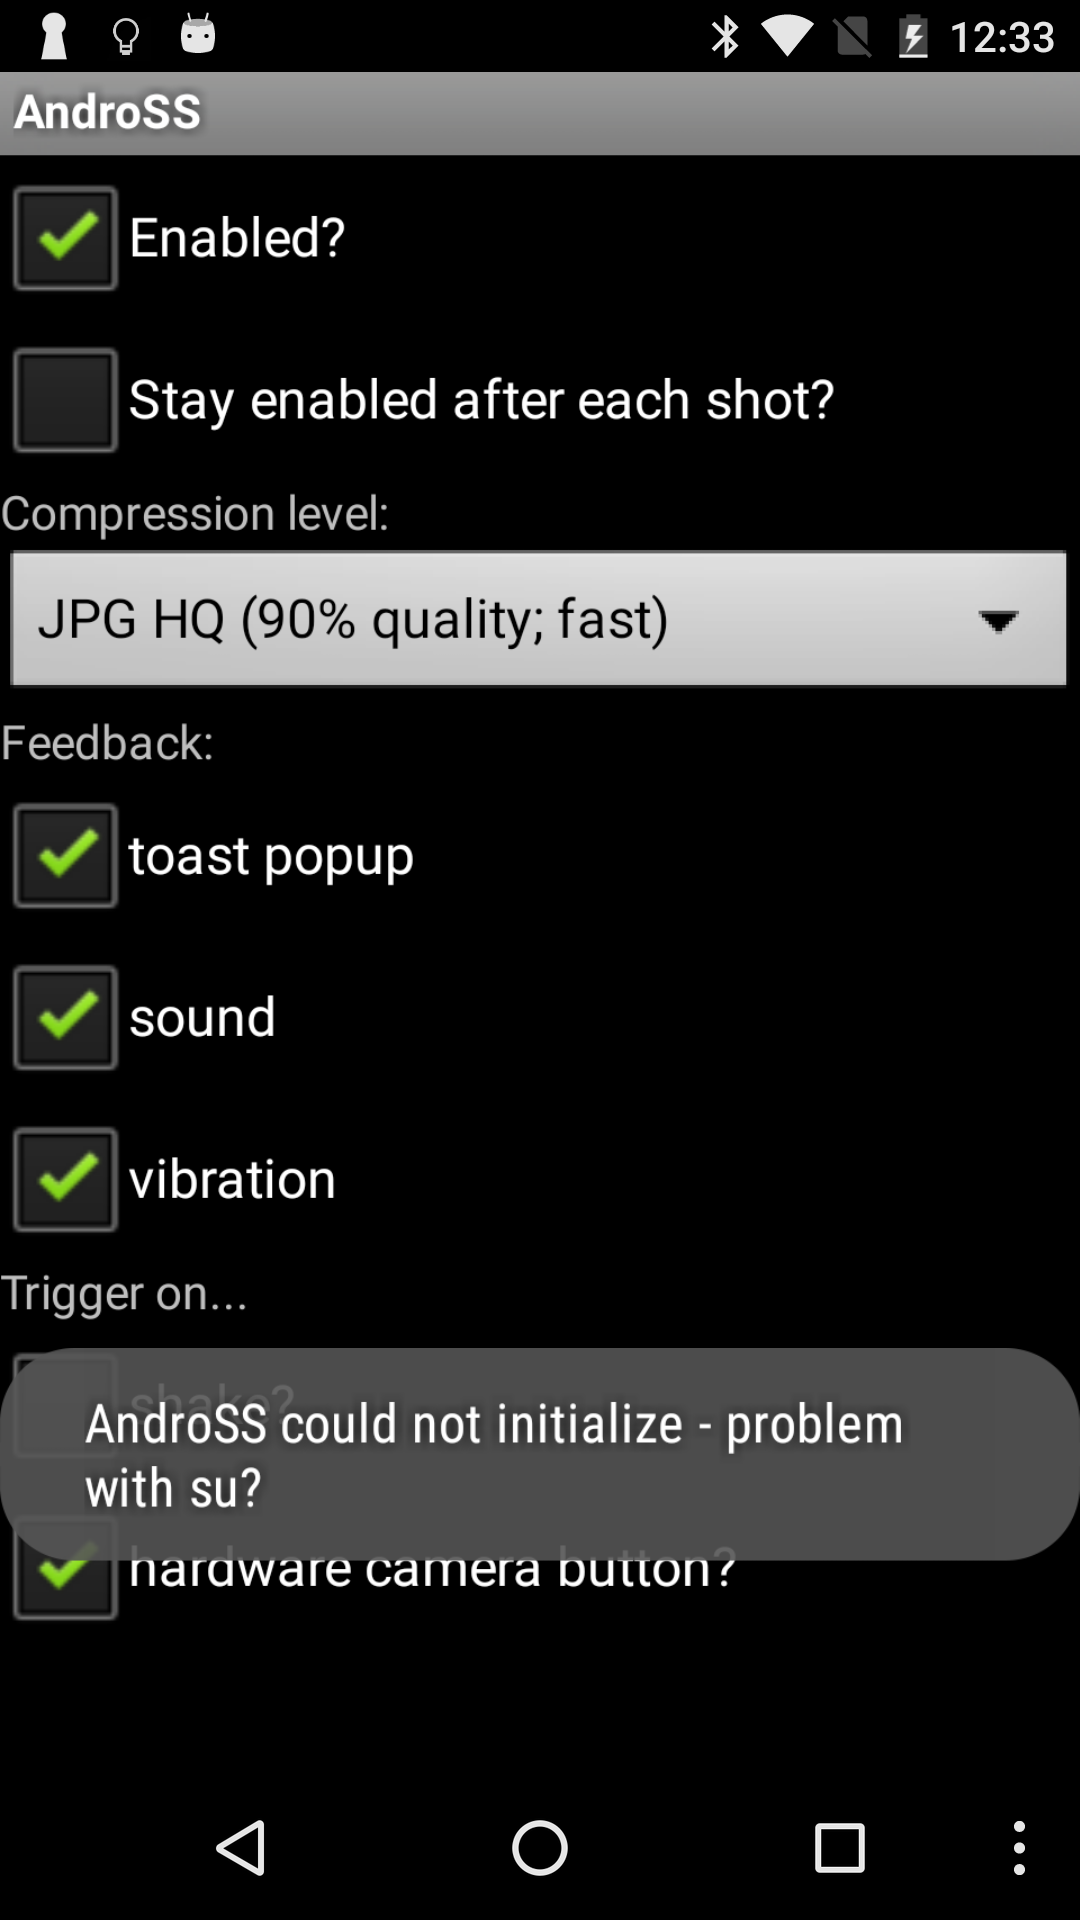 12:33
AndroSS
Enabled?
Stay enabled after each shot?
Compression level:
JPG HQ (90% quality; fast)
Feedback:
toast popup
sound
vibration
Trigger on...
shake?
AndroSS could not initialize - problem
with su?
hardware camera button?